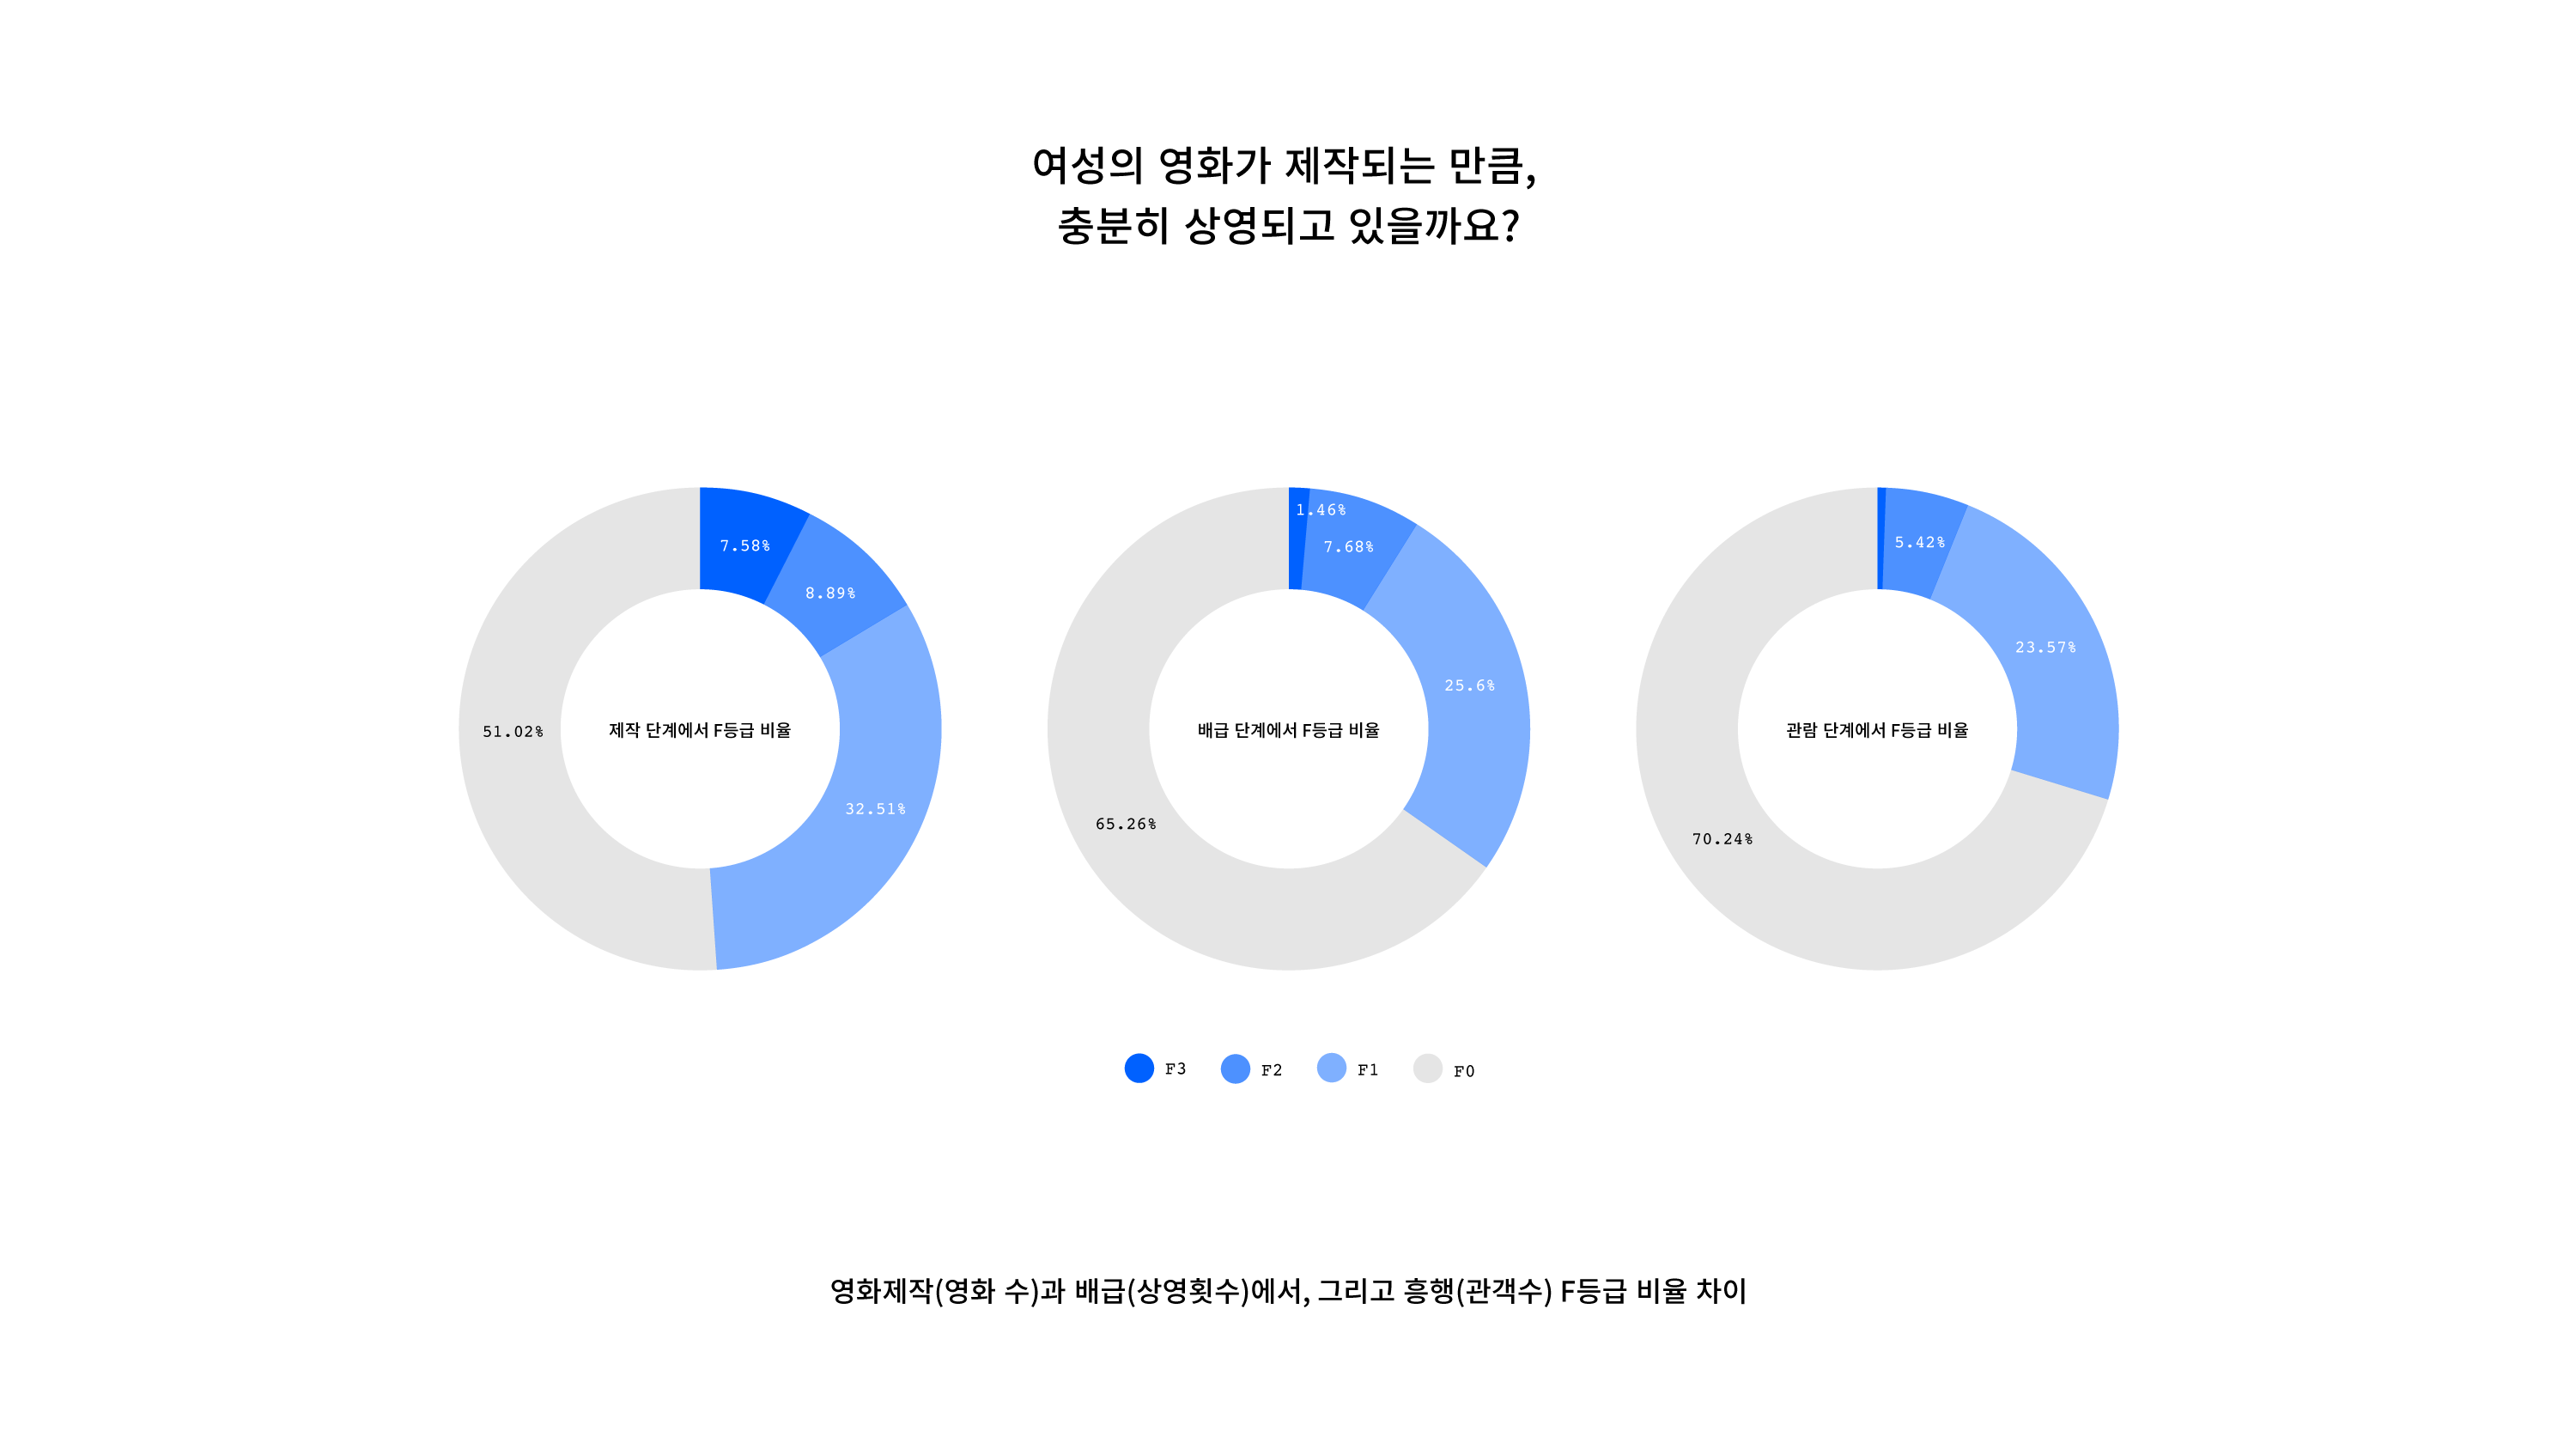 여성의 영화가 제작되는 만큼,
충분히 상영되고 있을까요?
7.58%
8.89%
32.51%
51.02%
제작 단계에서 F등급 비율
1.46%
7.68%
25.6%
65.26%
배급 단계에서 F등급 비율
5.42%
23.57%
70.24%
관람 단계에서 F등급 비율
F3
F2
F1
F0
영화제작(영화 수)과 배급(상영횟수)에서, 그리고 흥행(관객수) F등급 비율 차이